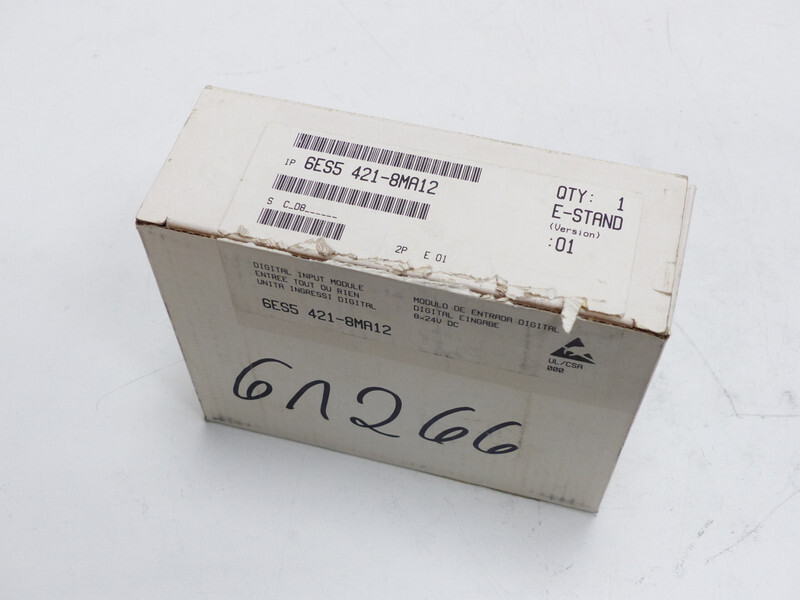 1P 6ES5 421-8MA12
S C_D8______
2P E 01
QTY: 1
E-STAND
(Version)
:01
DIGITAL INPUT MODULE
ENTREE TOUT OU RIEN
UNITA INGRESSI DIGITAL
6ES5 421-8MA12
MODULO DE ENTRADA DIGITAL
DIGITAL EINGABE
8×24V DC
UL/CSA
000
61266